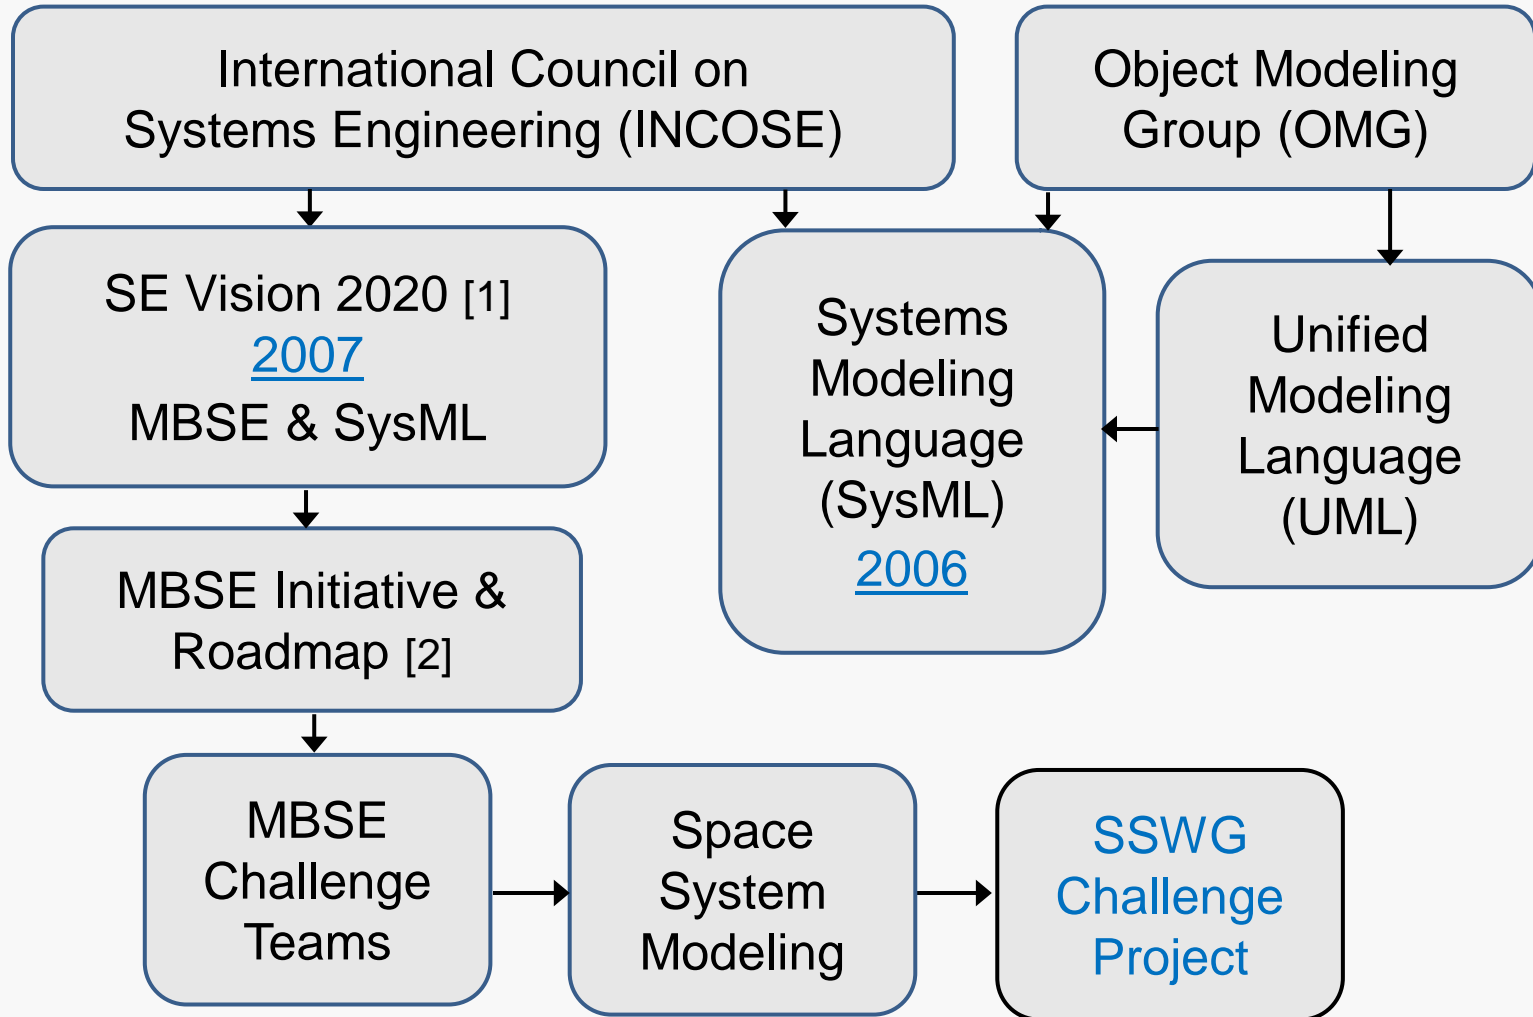 International Council on
Systems Engineering (INCOSE)
Object Modeling
Group (OMG)
SE Vision 2020 [1]
2007
MBSE & SysML
Systems
Modeling
Language
(SysML)
2006
Unified
Modeling
Language
(UML)
MBSE Initiative &
Roadmap [2]
MBSE
Challenge
Teams
Space
System
Modeling
SSWG
Challenge
Project